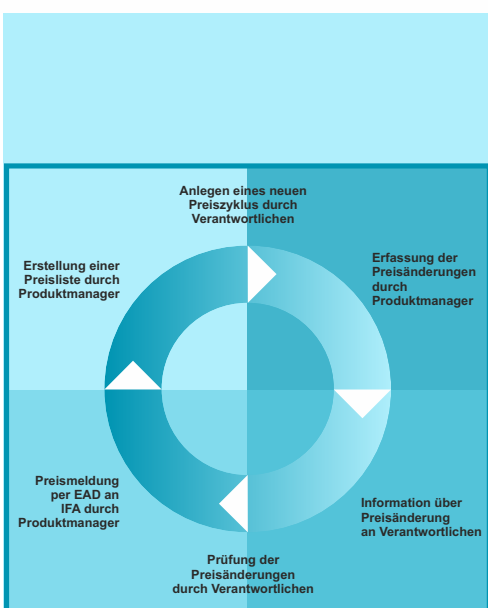 Anlegen eines neuen
Preiszyklus durch
Verantwortlichen
Erfassung der
Preisänderungen
durch
Produktmanager
Information über
Preisänderung
an Verantwortlichen
Prüfung der
Preisänderungen
durch Verantwortlichen
Preismeldung
per EAD an
IFA durch
Produktmanager
Erstellung einer
Preisliste durch
Produktmanager